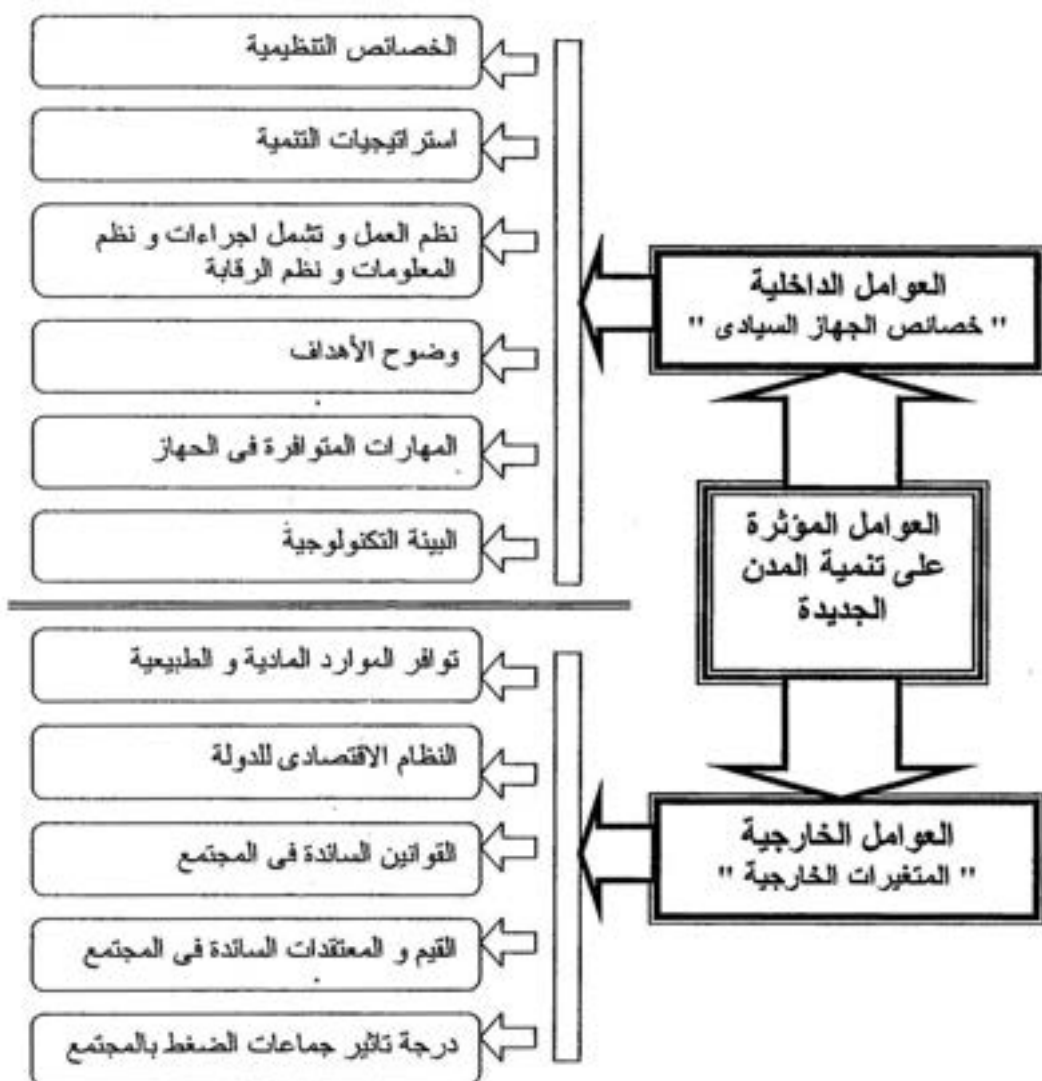 العوامل المؤثرة
على تنمية المدن
الجديدة
العوامل الداخلية
" خصائص الجهاز السيادى "
الخصائص التنظيمية
استراتيجيات التنمية
نظم العمل و تشمل اجراءات و نظم
المعلومات و نظم الرقابة
وضوح الأهداف
المهارات المتوافرة فى الجهاز
البيئة التكنولوجية
العوامل الخارجية
" المتغيرات الخارجية "
توافر الموارد المادية و الطبيعية
النظام الاقتصادى للدولة
القوانين السائدة فى المجتمع
القيم و المعتقدات السائدة فى المجتمع
درجة تاثير جماعات الضغط بالمجتمع